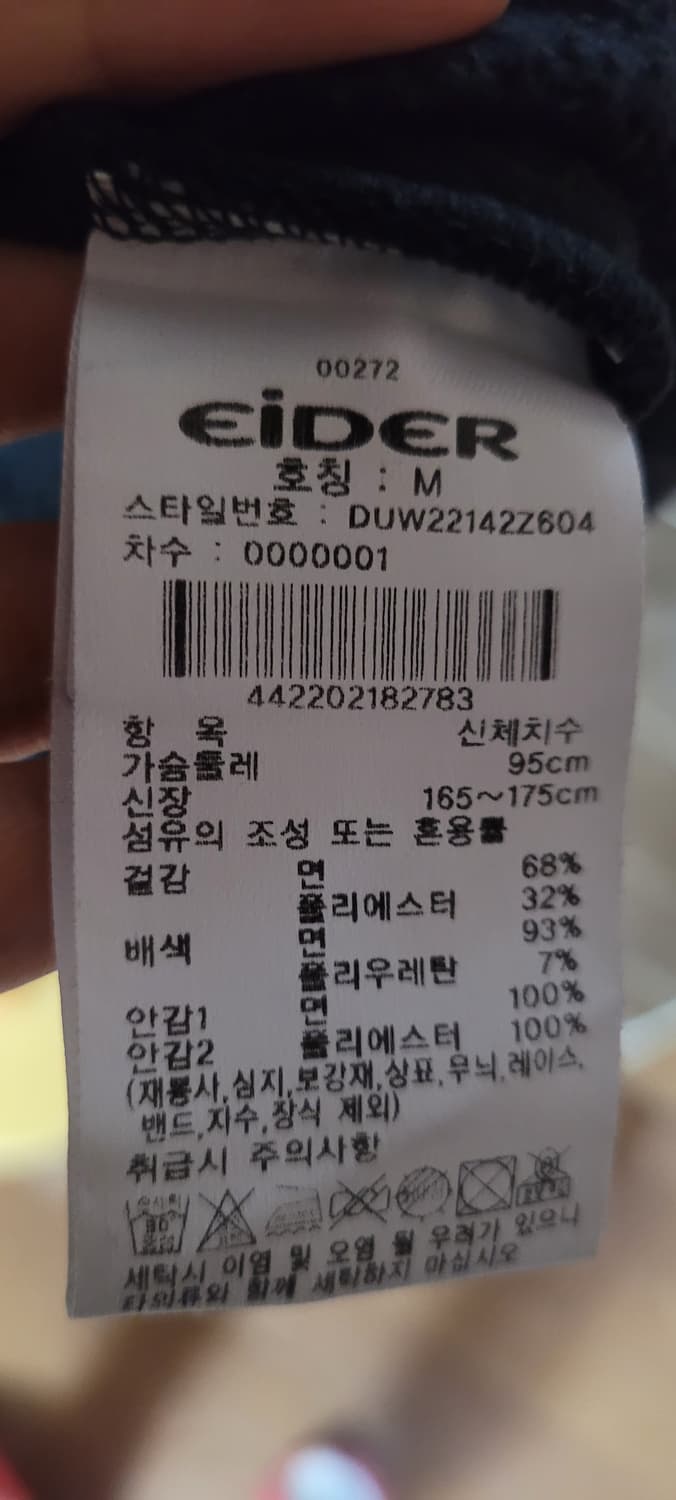 00272
EiDER
호칭 : M
스타일번호 : DUW22142Z604
차수 : 0000001
442202182783
항 목 신체치수
가슴둘레 95cm
신장 165~175cm
섬유의 조성 또는 혼용률
겉감 면 68%
폴리에스터 32%
배색 면 93%
폴리우레탄 7%
안감1 면 100%
안감2 폴리에스터 100%
(재봉사,심지,보강재,상표,무늬,레이스,
밴드,자수,장식 제외)
취급시 주의사항
세탁시 이염 및 오염 될 우려가 있으니
타의류와 함께 세탁하지 마십시오